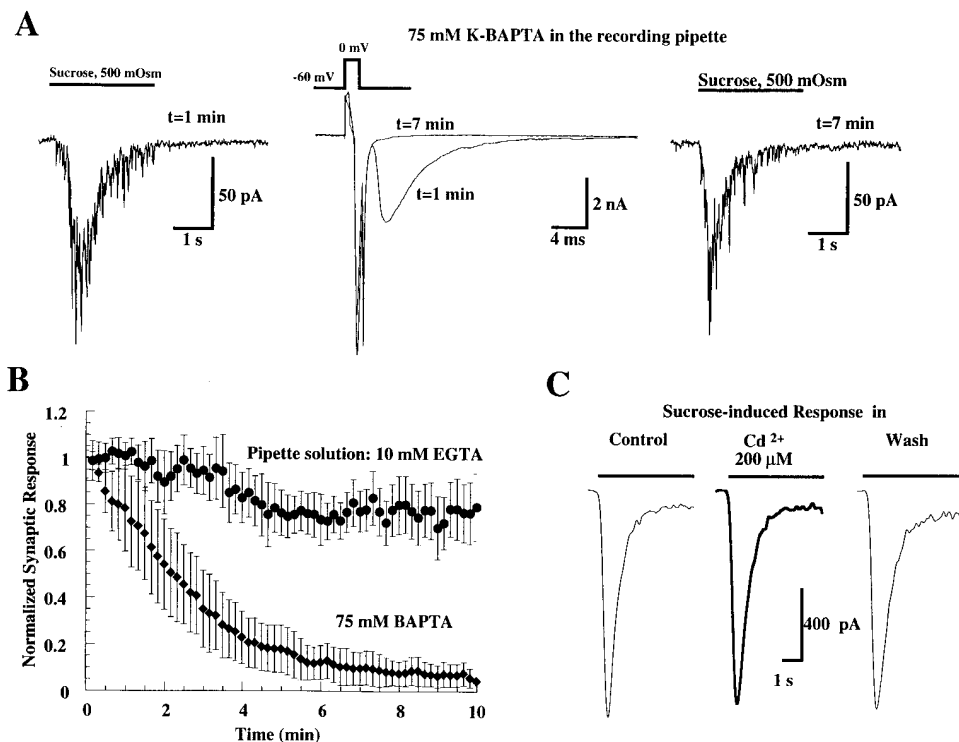 A
75 mM K-BAPTA in the recording pipette
Sucrose, 500 mOsm
t=1 min
50 pA
1 s
0 mV
-60 mV
t=7 min
t=1 min
2 nA
4 ms
Sucrose, 500 mOsm
t=7 min
50 pA
1 s
B
Normalized Synaptic Response
1.2
1
0.8
0.6
0.4
0.2
0
Pipette solution: 10 mM EGTA
75 mM BAPTA
0
2
4
6
8
10
Time (min)
C
Sucrose-induced Response in
Control
Cd 2+
200 µM
Wash
400 pA
1 s